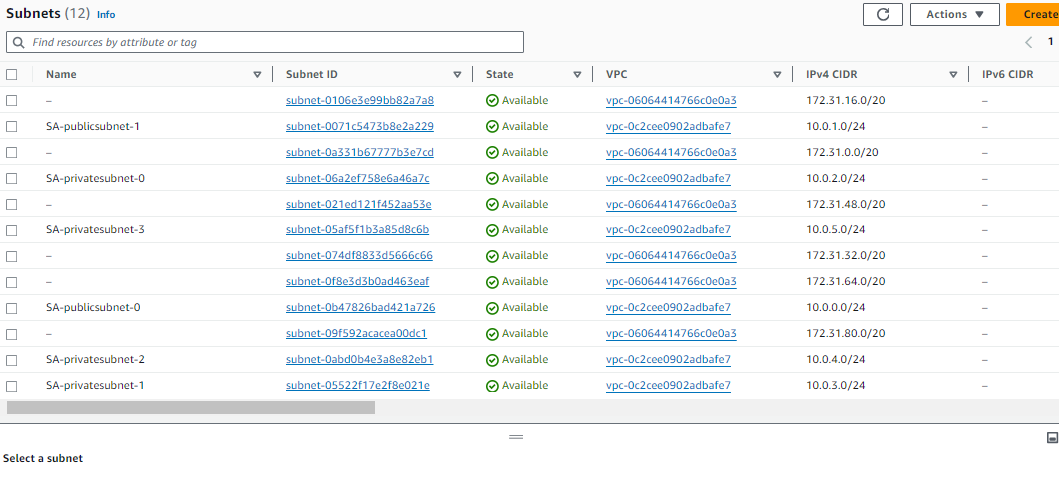 Subnets (12) Info Actions Create
Find resources by attribute or tag 1
Name Subnet ID State VPC IPv4 CIDR IPv6 CIDR
– subnet-0106e3e99bb82a7a8 Available vpc-06064414766c0e0a3 172.31.16.0/20 –
SA-publicsubnet-1 subnet-0071c5473b8e2a229 Available vpc-0c2cee0902adbafe7 10.0.1.0/24 –
– subnet-0a331b67777b3e7cd Available vpc-06064414766c0e0a3 172.31.0.0/20 –
SA-privatesubnet-0 subnet-06a2ef758e6a46a7c Available vpc-0c2cee0902adbafe7 10.0.2.0/24 –
– subnet-021ed121f452aa53e Available vpc-06064414766c0e0a3 172.31.48.0/20 –
SA-privatesubnet-3 subnet-05af5f1b3a85d8c6b Available vpc-0c2cee0902adbafe7 10.0.5.0/24 –
– subnet-074df8833d5666c66 Available vpc-06064414766c0e0a3 172.31.32.0/20 –
– subnet-0f8e3d3b0ad463eaf Available vpc-06064414766c0e0a3 172.31.64.0/20 –
SA-publicsubnet-0 subnet-0b47826bad421a726 Available vpc-0c2cee0902adbafe7 10.0.0.0/24 –
– subnet-09f592acacea00dc1 Available vpc-06064414766c0e0a3 172.31.80.0/20 –
SA-privatesubnet-2 subnet-0abd0b4e3a8e82eb1 Available vpc-0c2cee0902adbafe7 10.0.4.0/24 –
SA-privatesubnet-1 subnet-05522f17e2f8e021e Available vpc-0c2cee0902adbafe7 10.0.3.0/24 –
Select a subnet